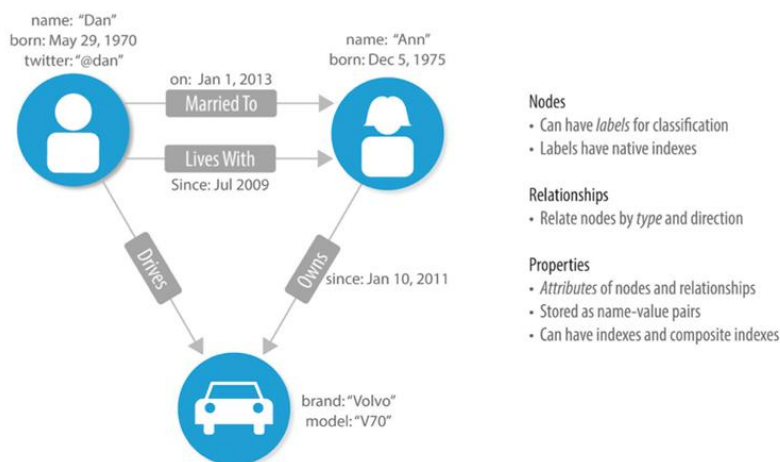 name: “Dan”
born: May 29, 1970
twitter: “@dan”
name: “Ann”
born: Dec 5, 1975
on: Jan 1, 2013
Married To
Lives With
Since: Jul 2009
Drives
Owns
since: Jan 10, 2011
brand: “Volvo”
model: “V70”
Nodes
• Can have labels for classification
• Labels have native indexes
Relationships
• Relate nodes by type and direction
Properties
• Attributes of nodes and relationships
• Stored as name-value pairs
• Can have indexes and composite indexes